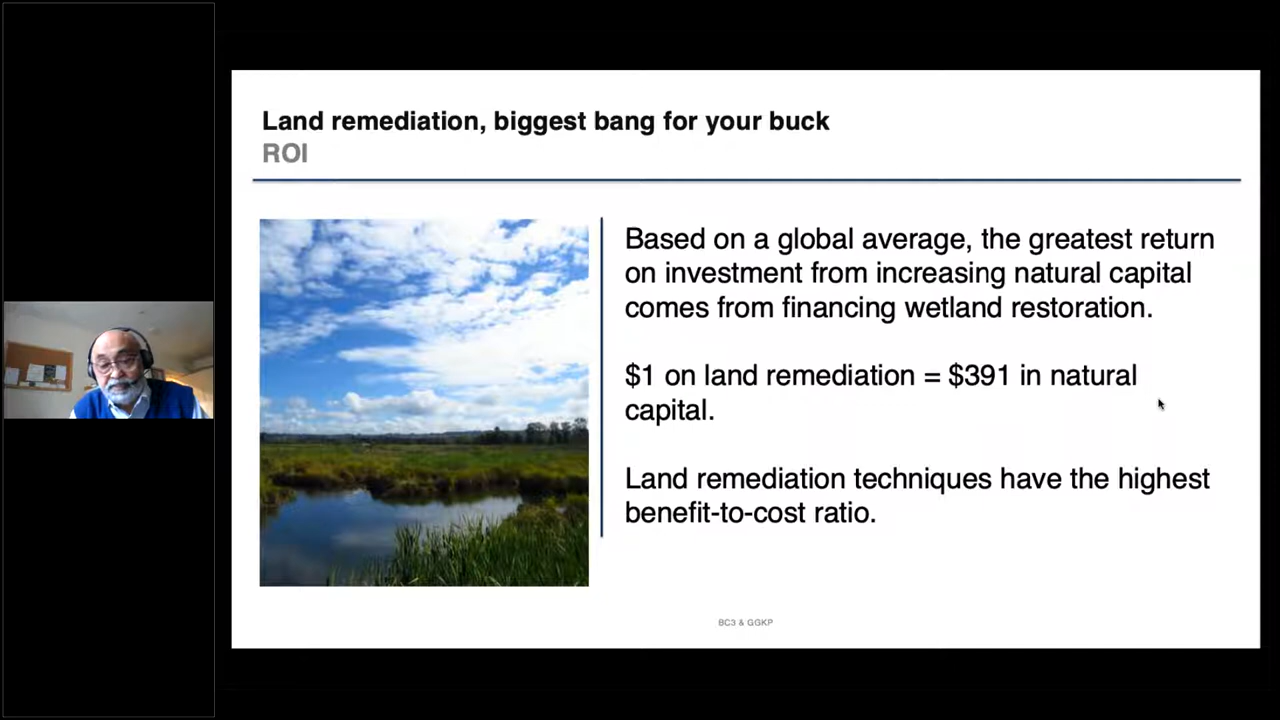 Land remediation, biggest bang for your buck
ROI
Based on a global average, the greatest return
on investment from increasing natural capital
comes from financing wetland restoration.
$1 on land remediation = $391 in natural
capital.
Land remediation techniques have the highest
benefit-to-cost ratio.
BC3 & GGKP